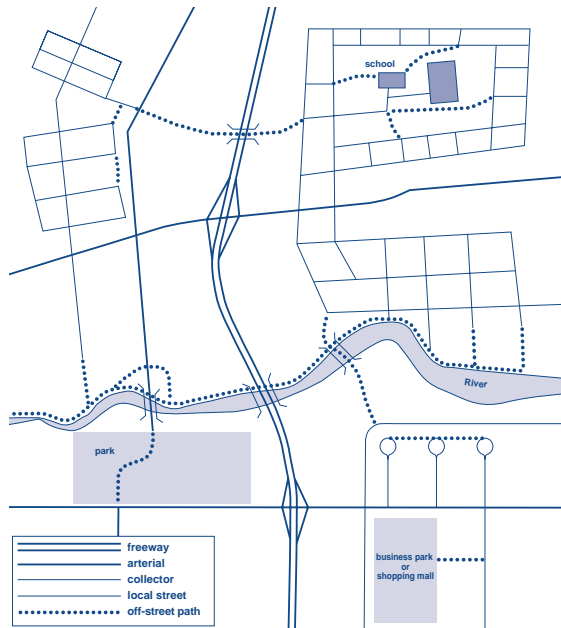 school
River
park
business park
or
shopping mall
freeway
arterial
collector
local street
off-street path